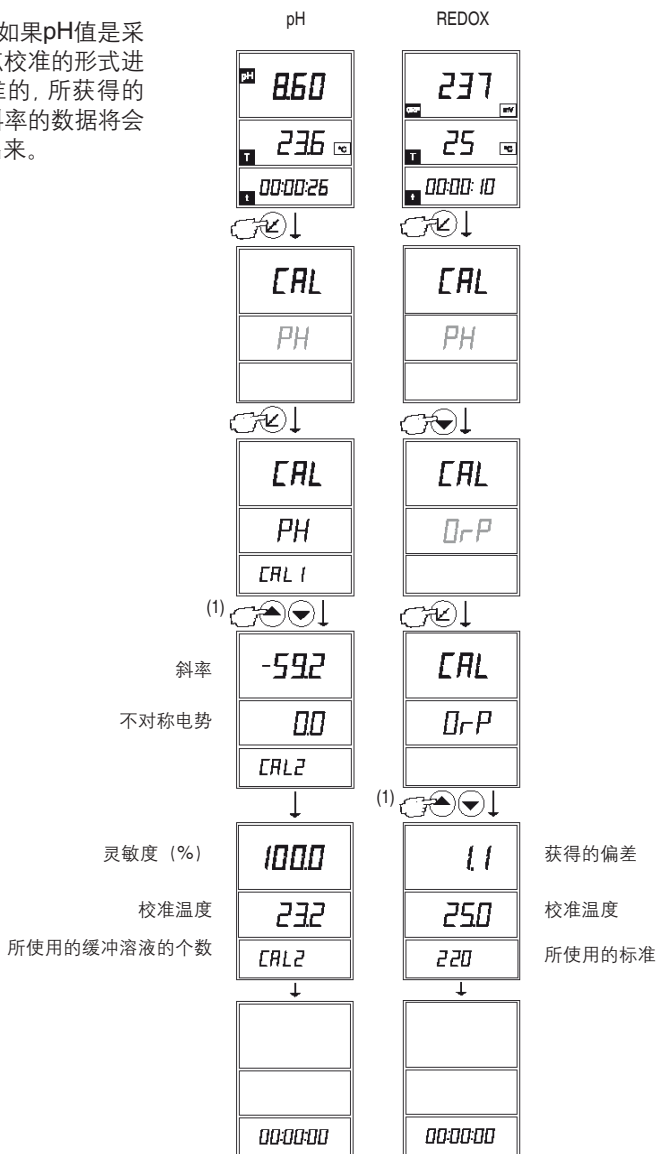 如果pH值是采
点校准的形式进
准的, 所获得的
斜率的数据将会
出来。
pH
REDOX
pH 8.60
T 23.6 °C
t 00:00:26
237 mV
T 25 °C
t 00:00:10
CAL
PH
CAL
PH
CAL
PH
CAL 1
CAL
OrP
(1)
斜率
-59.2
不对称电势
0.0
CAL2
CAL
OrP
(1)
灵敏度 (%)
100.0
校准温度
23.2
所使用的缓冲溶液的个数
CAL2
1.1
获得的偏差
25.0
校准温度
220
所使用的标准
00:00:00
00:00:00